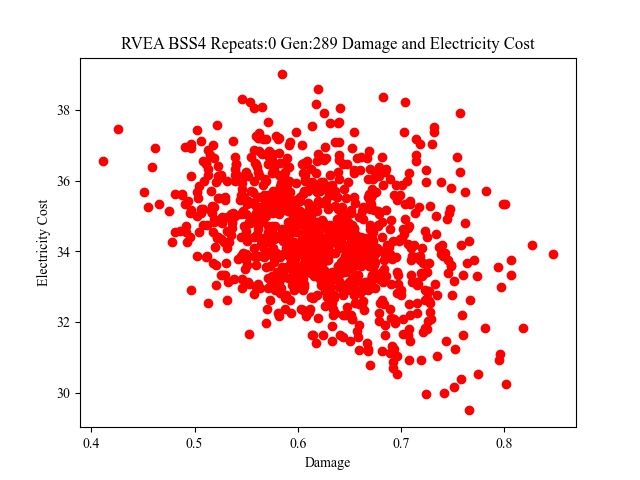 RVEA BSS4 Repeats:0 Gen:289 Damage and Electricity Cost
38
36
34
32
30
Electricity Cost
0.4 0.5 0.6 0.7 0.8
Damage